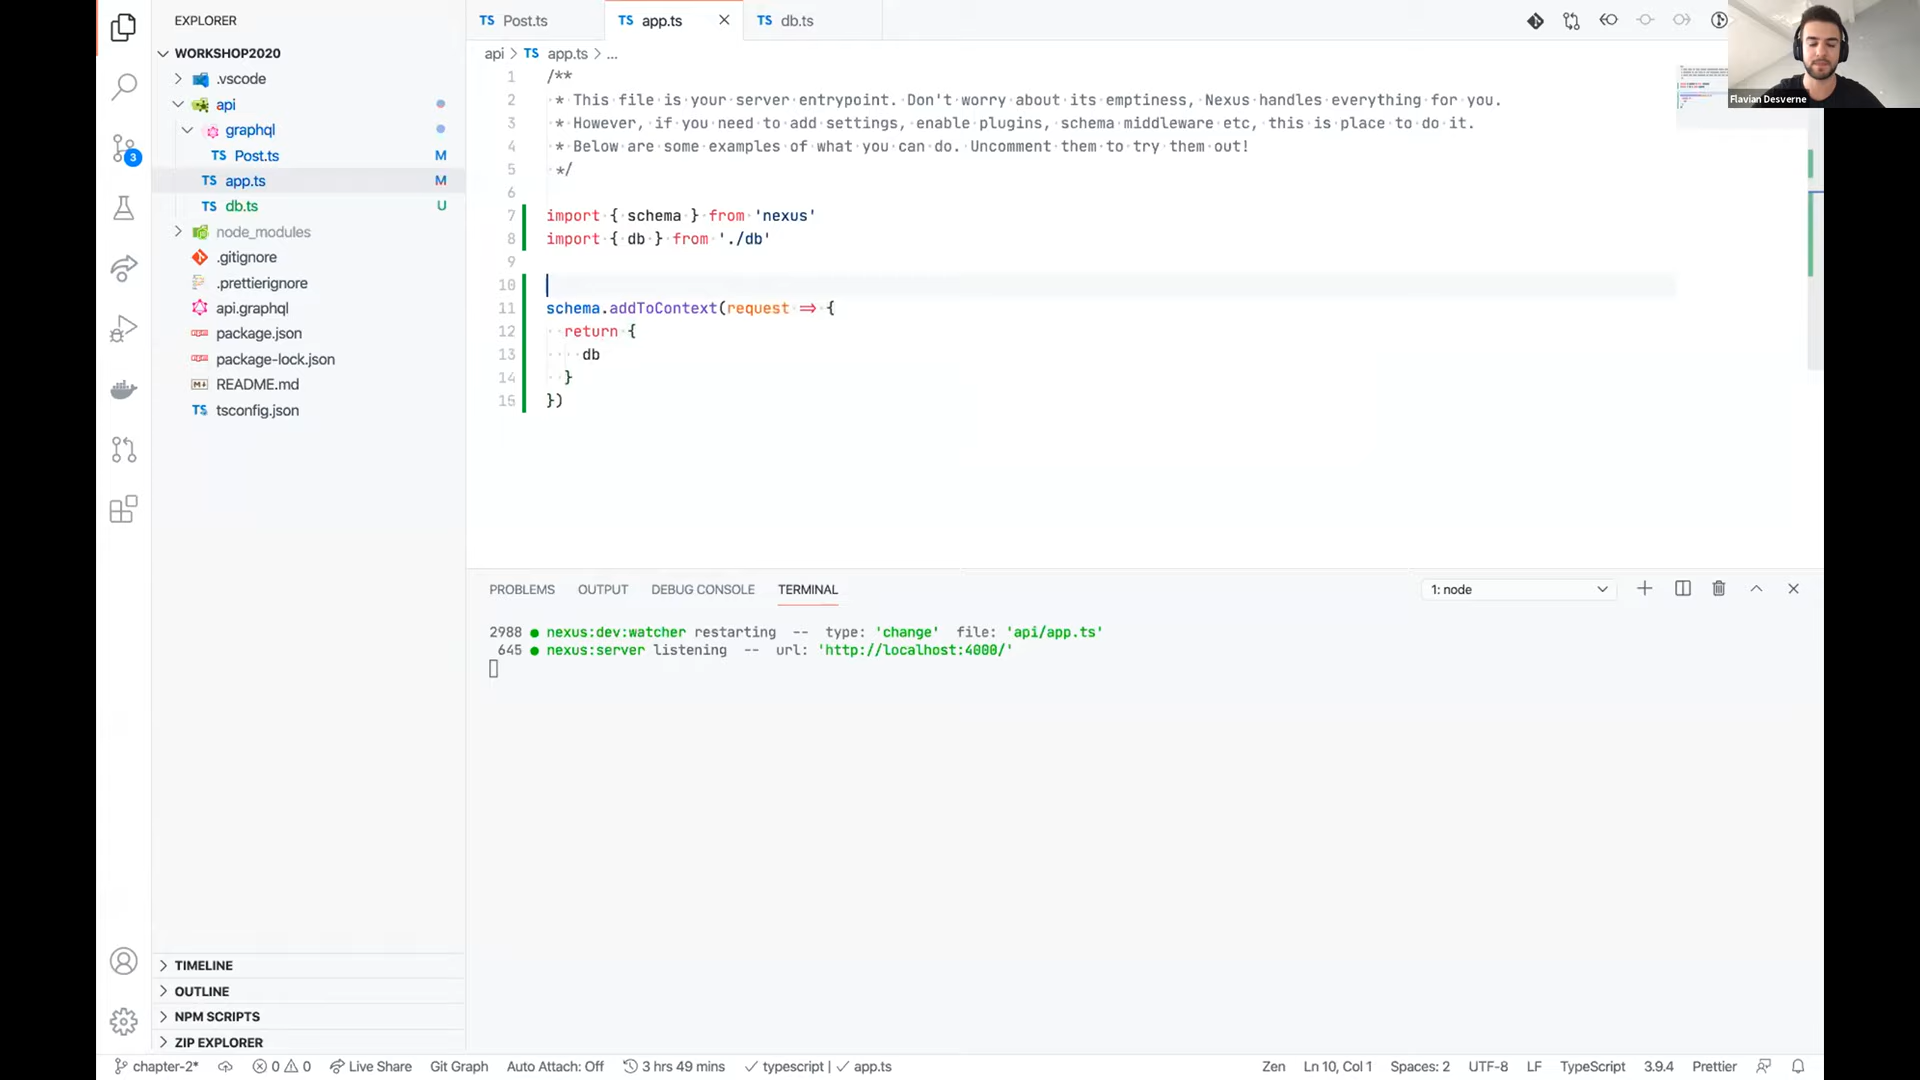 EXPLORER
WORKSHOP2020
.vscode
api
graphql
TS Post.ts M
TS app.ts M
TS db.ts U
node_modules
.gitignore
.prettierignore
api.graphql
package.json
package-lock.json
README.md
TS tsconfig.json
TIMELINE
OUTLINE
NPM SCRIPTS
ZIP EXPLORER
3
TS Post.ts
TS app.ts
TS db.ts
api > TS app.ts > ...
1 /**
2 * This file is your server entrypoint. Don't worry about its emptiness, Nexus handles everything for you.
3 * However, if you need to add settings, enable plugins, schema middleware etc, this is place to do it.
4 * Below are some examples of what you can do. Uncomment them to try them out!
5 */
6
7 import { schema } from 'nexus'
8 import { db } from './db'
9
10
11 schema.addToContext(request => {
12 return {
13 db
14 }
15 })
Flavian Desverne
PROBLEMS OUTPUT DEBUG CONSOLE TERMINAL
1: node
2988 ● nexus:dev:watcher restarting -- type: 'change' file: 'api/app.ts'
645 ● nexus:server listening -- url: 'http://localhost:4000/'
chapter-2* 0 0 Live Share Git Graph Auto Attach: Off 3 hrs 49 mins ✓ typescript | ✓ app.ts Zen Ln 10, Col 1 Spaces: 2 UTF-8 LF TypeScript 3.9.4 Prettier